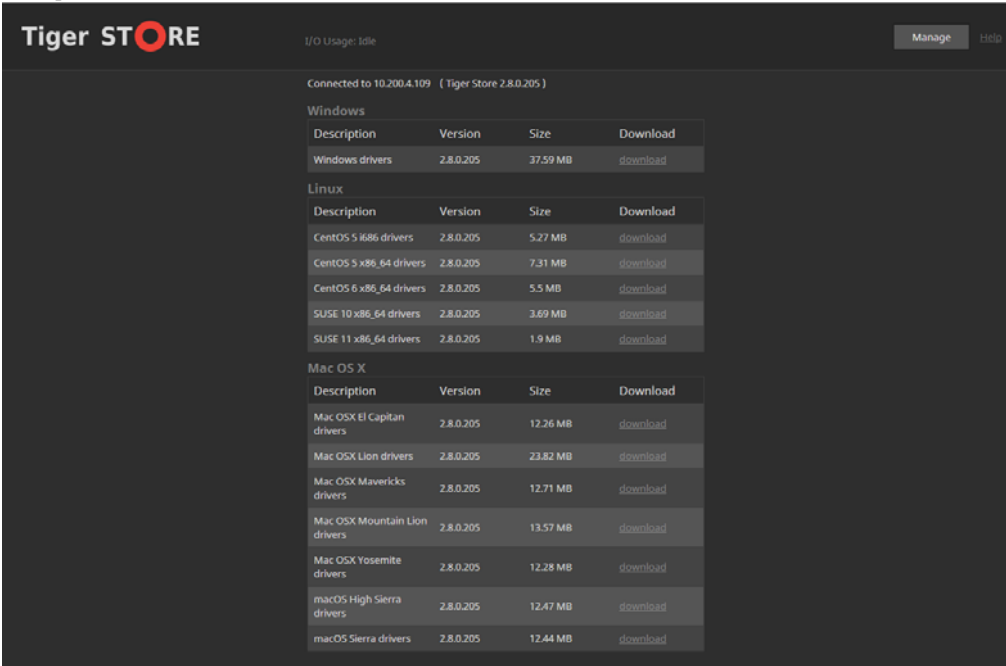 Tiger STORE
I/O Usage: Idle
Manage
Help
Connected to 10.200.4.109 ( Tiger Store 2.8.0.205 )
Windows
Description Version Size Download
Windows drivers 2.8.0.205 37.59 MB download
Linux
Description Version Size Download
CentOS 5 i686 drivers 2.8.0.205 5.27 MB download
CentOS 5 x86_64 drivers 2.8.0.205 7.31 MB download
CentOS 6 x86_64 drivers 2.8.0.205 5.5 MB download
SUSE 10 x86_64 drivers 2.8.0.205 3.69 MB download
SUSE 11 x86_64 drivers 2.8.0.205 1.9 MB download
Mac OS X
Description Version Size Download
Mac OSX El Capitan
drivers 2.8.0.205 12.26 MB download
Mac OSX Lion drivers 2.8.0.205 23.82 MB download
Mac OSX Mavericks
drivers 2.8.0.205 12.71 MB download
Mac OSX Mountain Lion
drivers 2.8.0.205 13.57 MB download
Mac OSX Yosemite
drivers 2.8.0.205 12.28 MB download
macOS High Sierra
drivers 2.8.0.205 12.47 MB download
macOS Sierra drivers 2.8.0.205 12.44 MB download